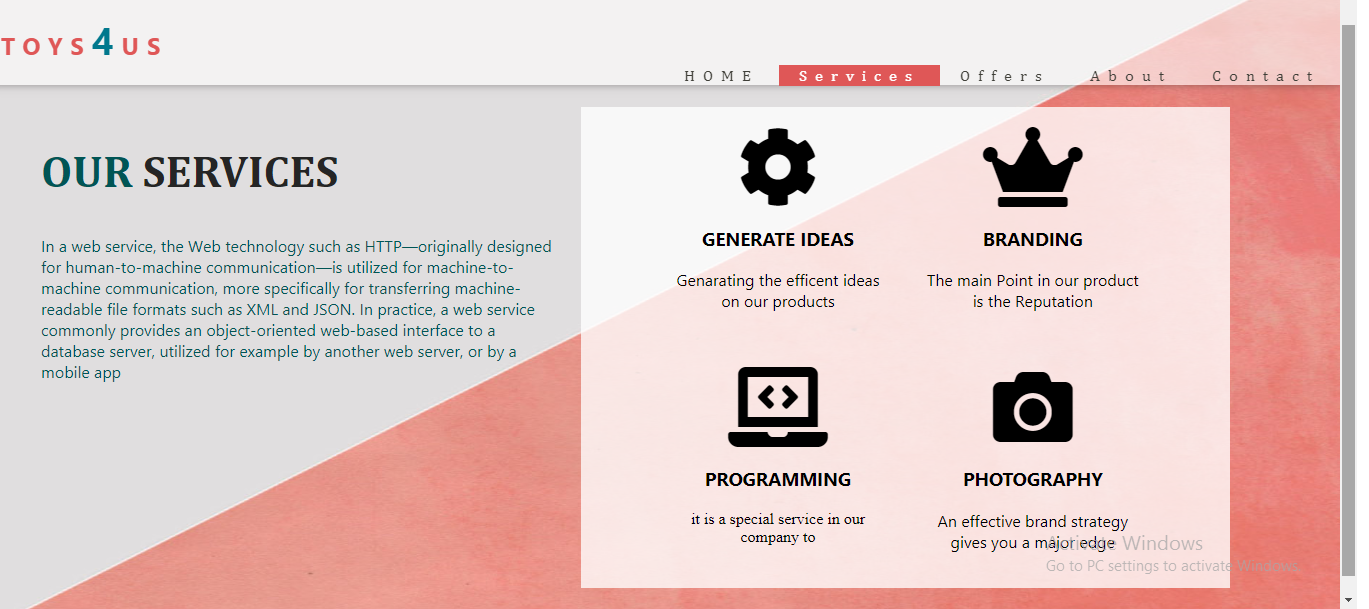 TOYS4US
HOME Services Offers About Contact
OUR SERVICES
In a web service, the Web technology such as HTTP—originally designed
for human-to-machine communication—is utilized for machine-to-
machine communication, more specifically for transferring machine-
readable file formats such as XML and JSON. In practice, a web service
commonly provides an object-oriented web-based interface to a
database server, utilized for example by another web server, or by a
mobile app
GENERATE IDEAS
Genarating the efficent ideas
on our products
BRANDING
The main Point in our product
is the Reputation
PROGRAMMING
it is a special service in our
company to
PHOTOGRAPHY
An effective brand strategy
gives you a major edge
Activate Windows
Go to PC settings to activate Windows.